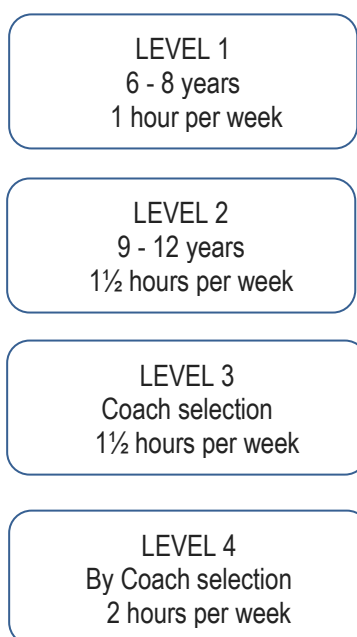 LEVEL 1
6 - 8 years
1 hour per week
LEVEL 2
9 - 12 years
1½ hours per week
LEVEL 3
Coach selection
1½ hours per week
LEVEL 4
By Coach selection
2 hours per week